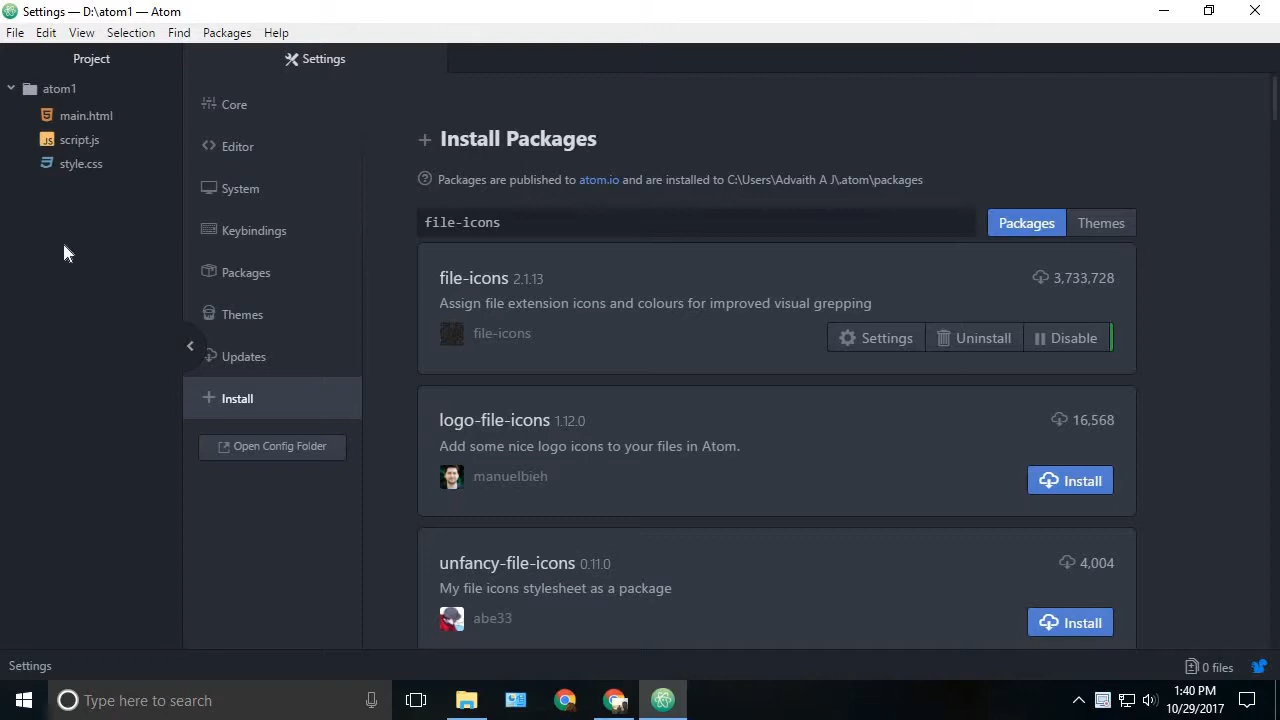 Settings — D:\atom1 — Atom
File Edit View Selection Find Packages Help
Project
atom1
main.html
script.js
style.css
Settings
Core
Editor
System
Keybindings
Packages
Themes
Updates
Install
Open Config Folder
Install Packages
Packages are published to atom.io and are installed to C:\Users\Advaith A J\.atom\packages
file-icons
Packages Themes
file-icons 2.1.13 3,733,728
Assign file extension icons and colours for improved visual grepping
file-icons
Settings Uninstall Disable
logo-file-icons 1.12.0 16,568
Add some nice logo icons to your files in Atom.
manuelbieh
Install
unfancy-file-icons 0.11.0 4,004
My file icons stylesheet as a package
abe33
Install
Settings
0 files
Type here to search
1:40 PM
10/29/2017